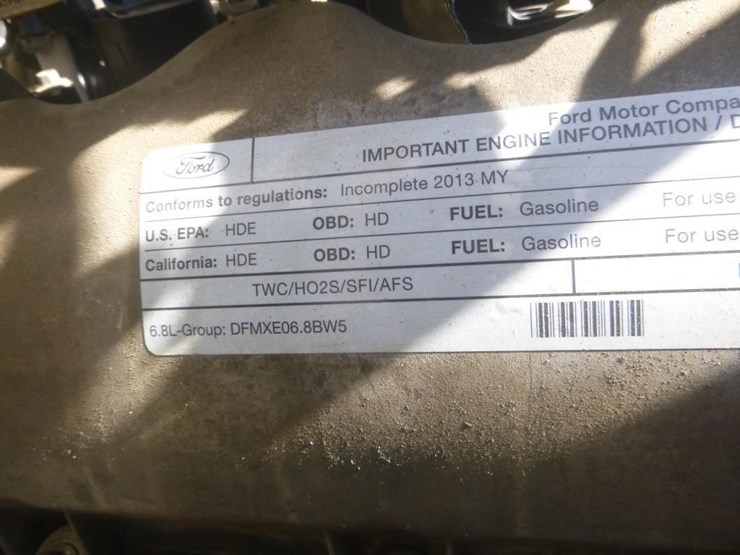 Ford Motor Compa
Ford IMPORTANT ENGINE INFORMATION /
Conforms to regulations: Incomplete 2013 MY
U.S. EPA: HDE OBD: HD FUEL: Gasoline For use
California: HDE OBD: HD FUEL: Gasoline For use
TWC/HO2S/SFI/AFS
6.8L-Group: DFMXE06.8BW5